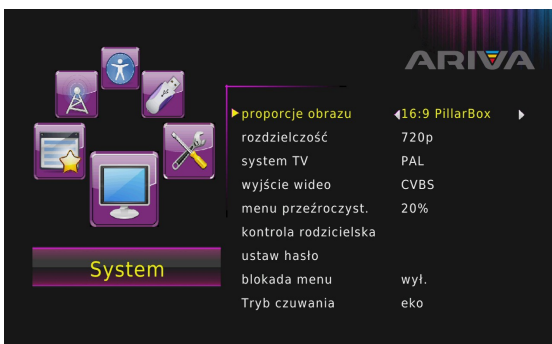 ARIVA
proporcje obrazu 16:9 PillarBox
rozdzielczość 720p
system TV PAL
wyjście wideo CVBS
menu przeźroczyst. 20%
kontrola rodzicielska
ustaw hasło
blokada menu wył.
Tryb czuwania eko
System